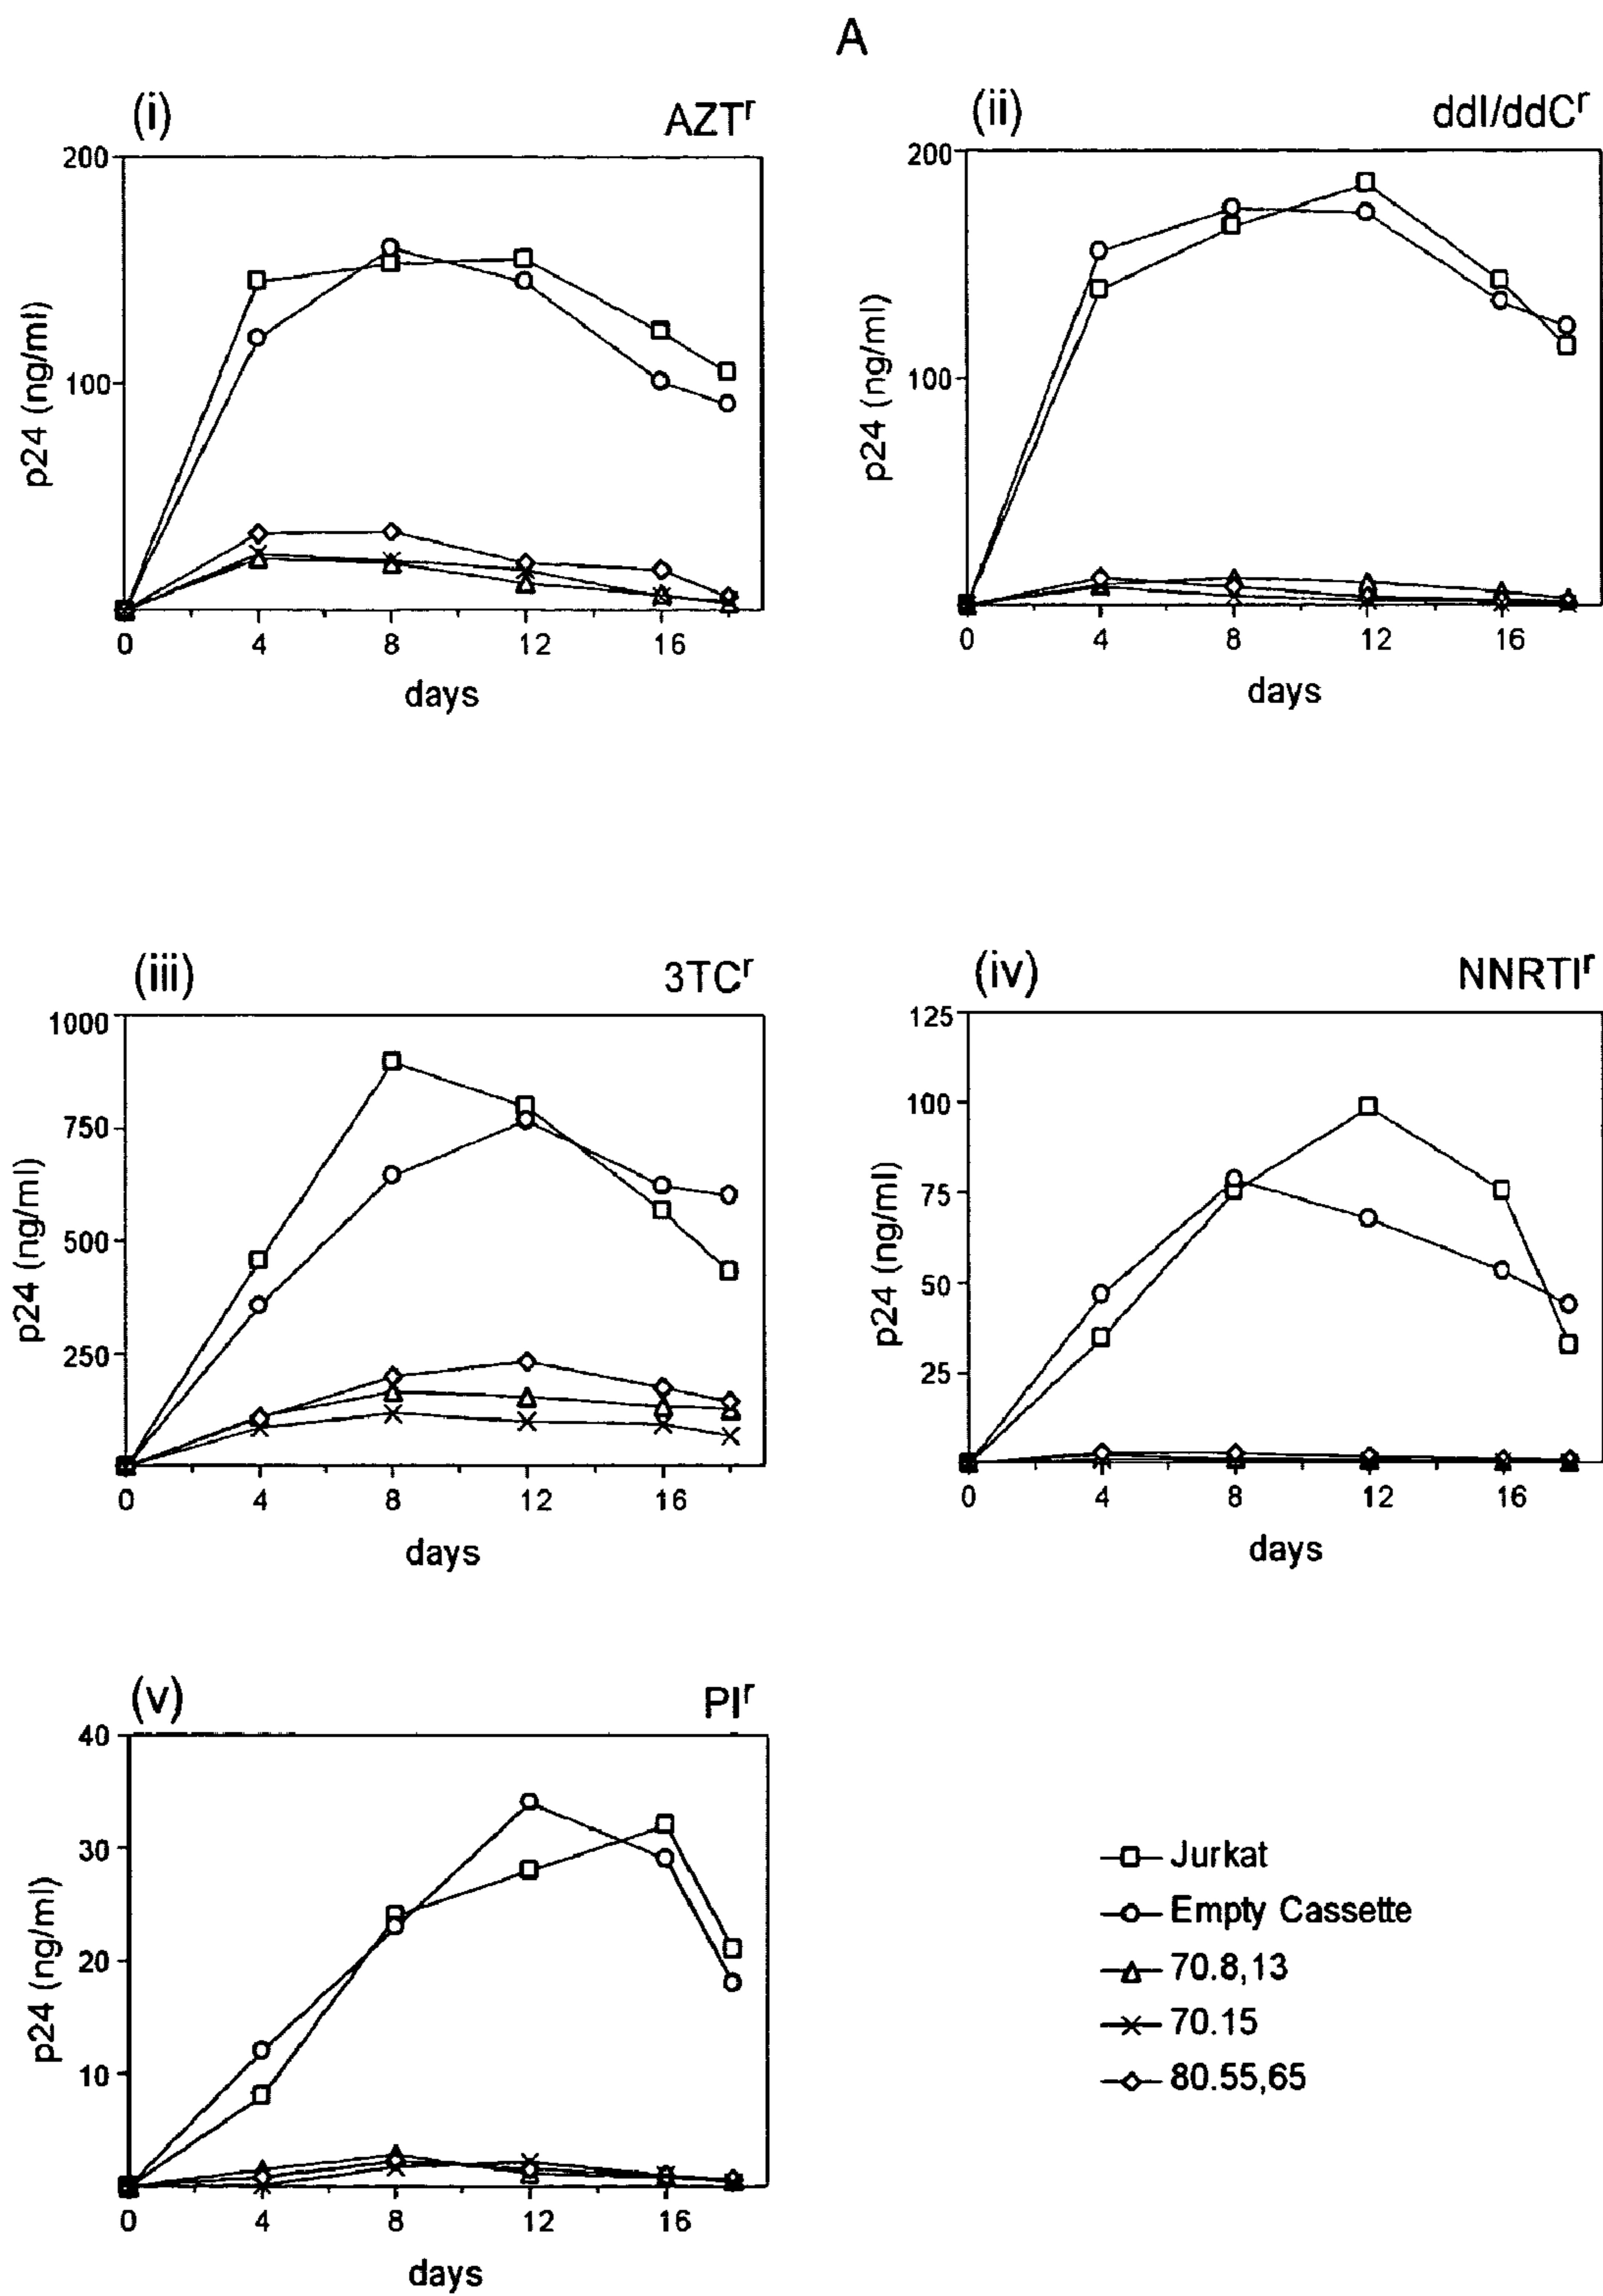 A
(i) AZTʳ
200
100
p24 (ng/ml)
0 4 8 12 16
days
(ii) ddI/ddCʳ
200
100
p24 (ng/ml)
0 4 8 12 16
days
(iii) 3TCʳ
1000
750
500
250
p24 (ng/ml)
0 4 8 12 16
days
(iv) NNRTIʳ
125
100
75
50
25
p24 (ng/ml)
0 4 8 12 16
days
(v) PIʳ
40
30
20
10
p24 (ng/ml)
0 4 8 12 16
days
Jurkat
Empty Cassette
70.8,13
70.15
80.55,65